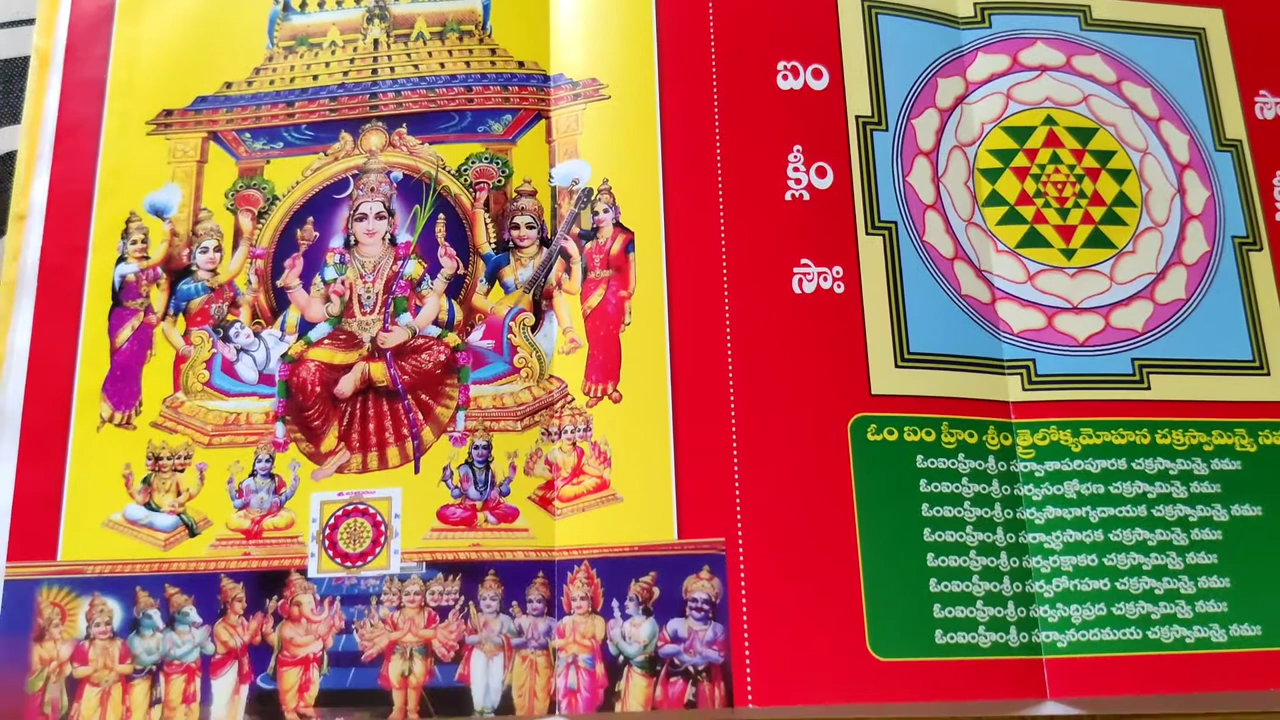 ఐం
క్లీం
సౌః
ఓం ఐం హ్రీం శ్రీం త్రైలోక్యమోహన చక్రస్వామిన్యై
ఓంఐంహ్రీంశ్రీం సర్వాశాపరిపూరక చక్రస్వామిన్యై నమః
ఓంఐంహ్రీంశ్రీం సర్వసంక్షోభణ చక్రస్వామిన్యై నమః
ఓంఐంహ్రీంశ్రీం సర్వసౌభాగ్యదాయక చక్రస్వామిన్యై నమః
ఓంఐంహ్రీంశ్రీం సర్వార్థసాధక చక్రస్వామిన్యై నమః
ఓంఐంహ్రీంశ్రీం సర్వరక్షాకర చక్రస్వామిన్యై నమః
ఓంఐంహ్రీంశ్రీం సర్వరోగహర చక్రస్వామిన్యై నమః
ఓంఐంహ్రీంశ్రీం సర్వసిద్ధిప్రద చక్రస్వామిన్యై నమః
ఓంఐంహ్రీంశ్రీం సర్వానందమయ చక్రస్వామిన్యై నమః